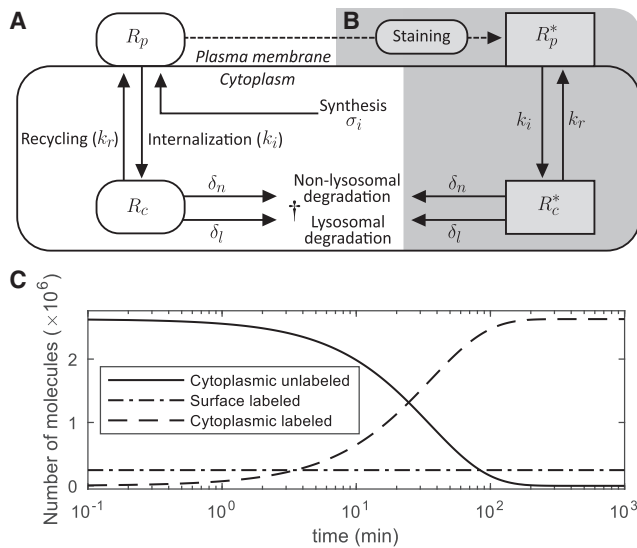 A
B
R_p
Staining
R_p^*
Plasma membrane
Cytoplasm
Synthesis
σ_i
Recycling (k_r)
Internalization (k_i)
k_i
k_r
R_c
δ_n
δ_l
Non-lysosomal
degradation
†
Lysosomal
degradation
δ_n
δ_l
R_c^*
C
Number of molecules (×10^6)
2
1
0
Cytoplasmic unlabeled
Surface labeled
Cytoplasmic labeled
10^-1 10^0 10^1 10^2 10^3
time (min)